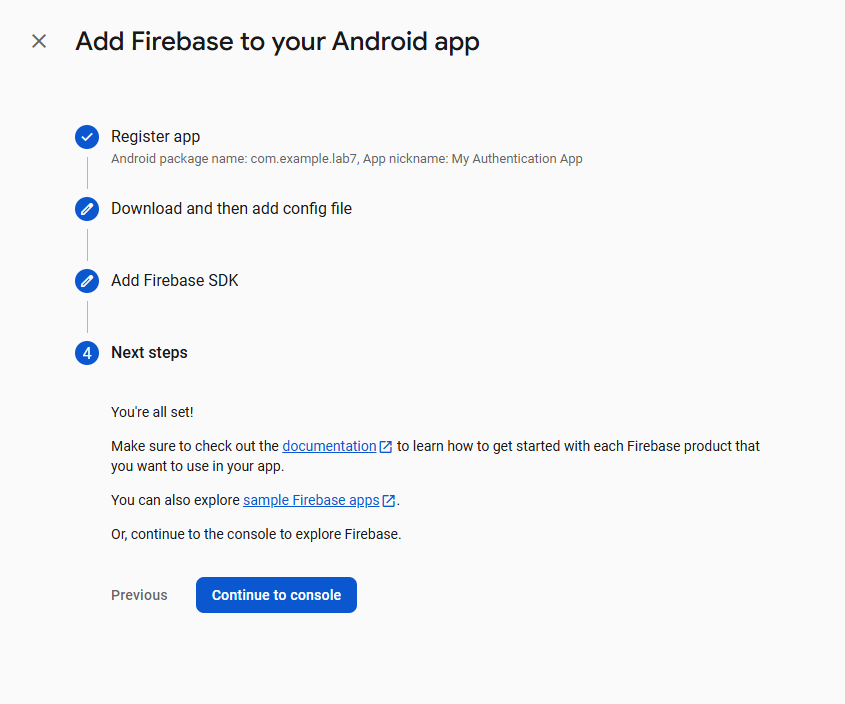 Add Firebase to your Android app
Register app
Android package name: com.example.lab7, App nickname: My Authentication App
Download and then add config file
Add Firebase SDK
4 Next steps
You're all set!
Make sure to check out the documentation to learn how to get started with each Firebase product that
you want to use in your app.
You can also explore sample Firebase apps.
Or, continue to the console to explore Firebase.
Previous Continue to console